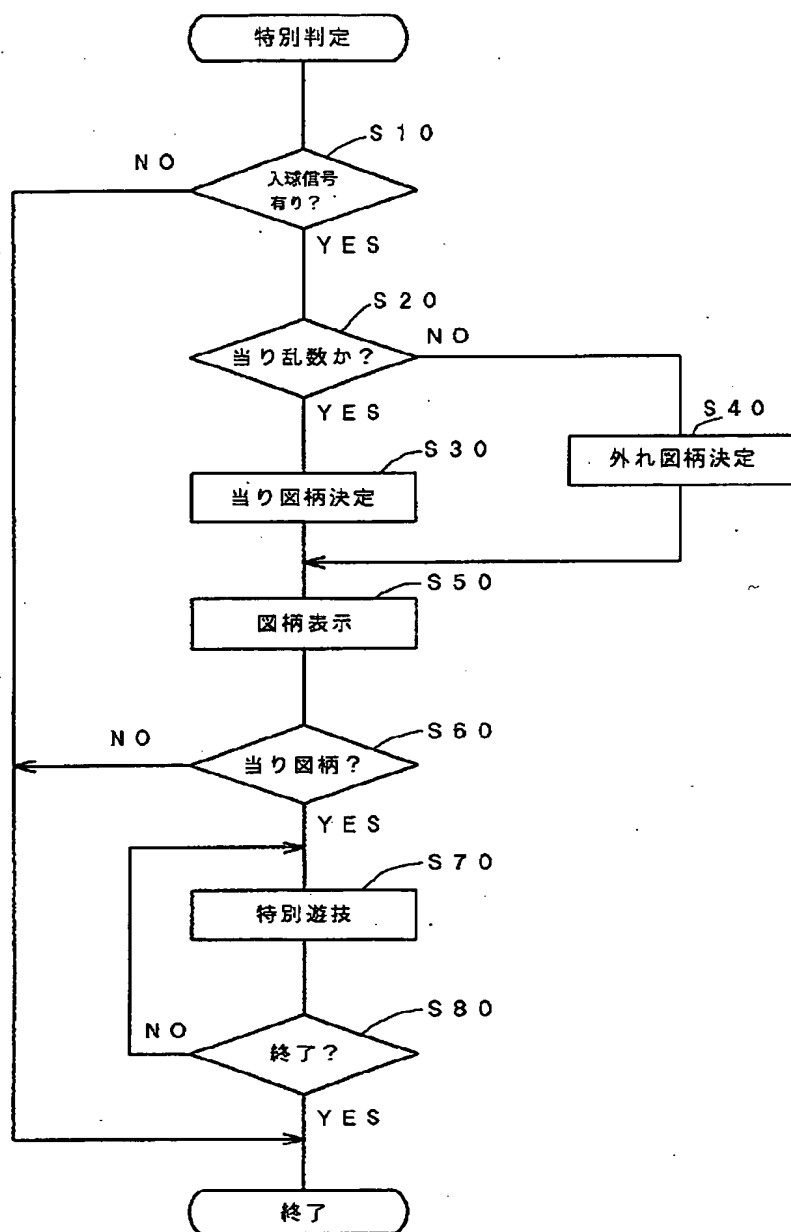 特別判定
S10
NO
入球信号
有り?
YES
S20
NO
当り乱数か?
YES
S40
外れ図柄決定
S30
当り図柄決定
S50
図柄表示
S60
NO
当り図柄?
YES
S70
特別遊技
S80
NO
終了?
YES
終了